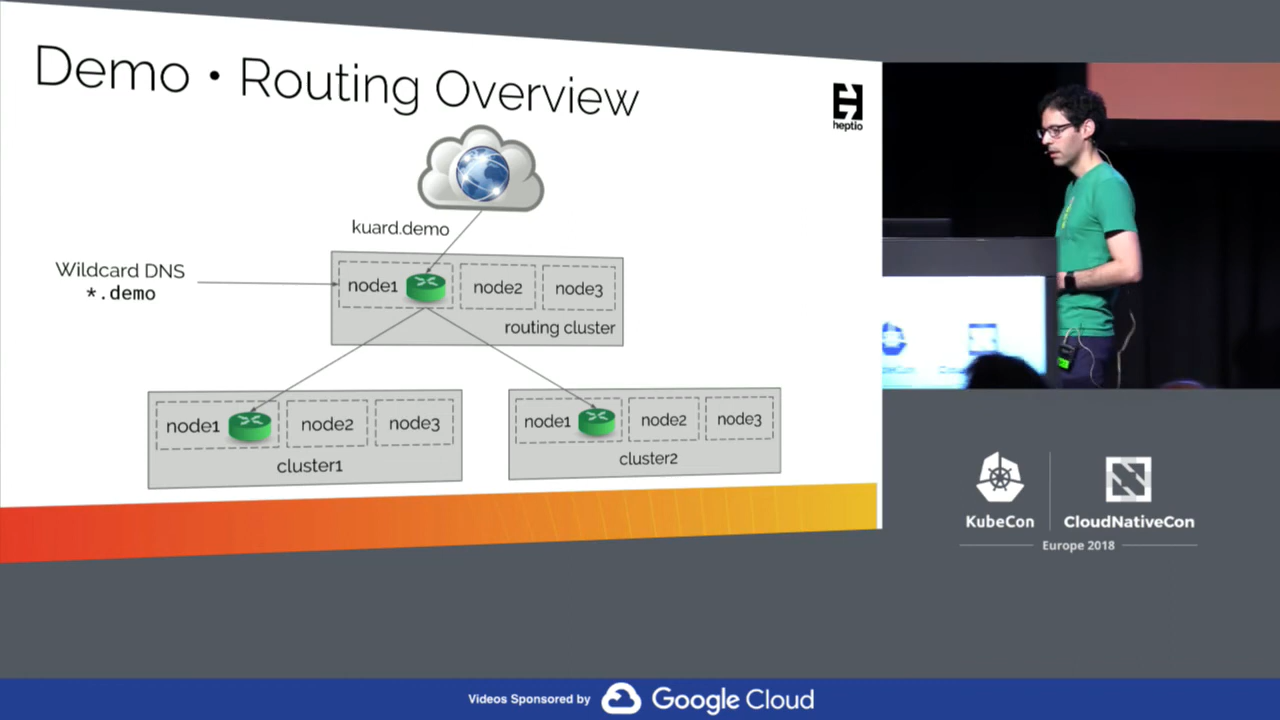 Demo • Routing Overview
heptio
kuard.demo
Wildcard DNS
*.demo
node1
node2
node3
routing cluster
node1
node2
node3
cluster1
node1
node2
node3
cluster2
KubeCon
CloudNativeCon
Europe 2018
Videos Sponsored by
Google Cloud